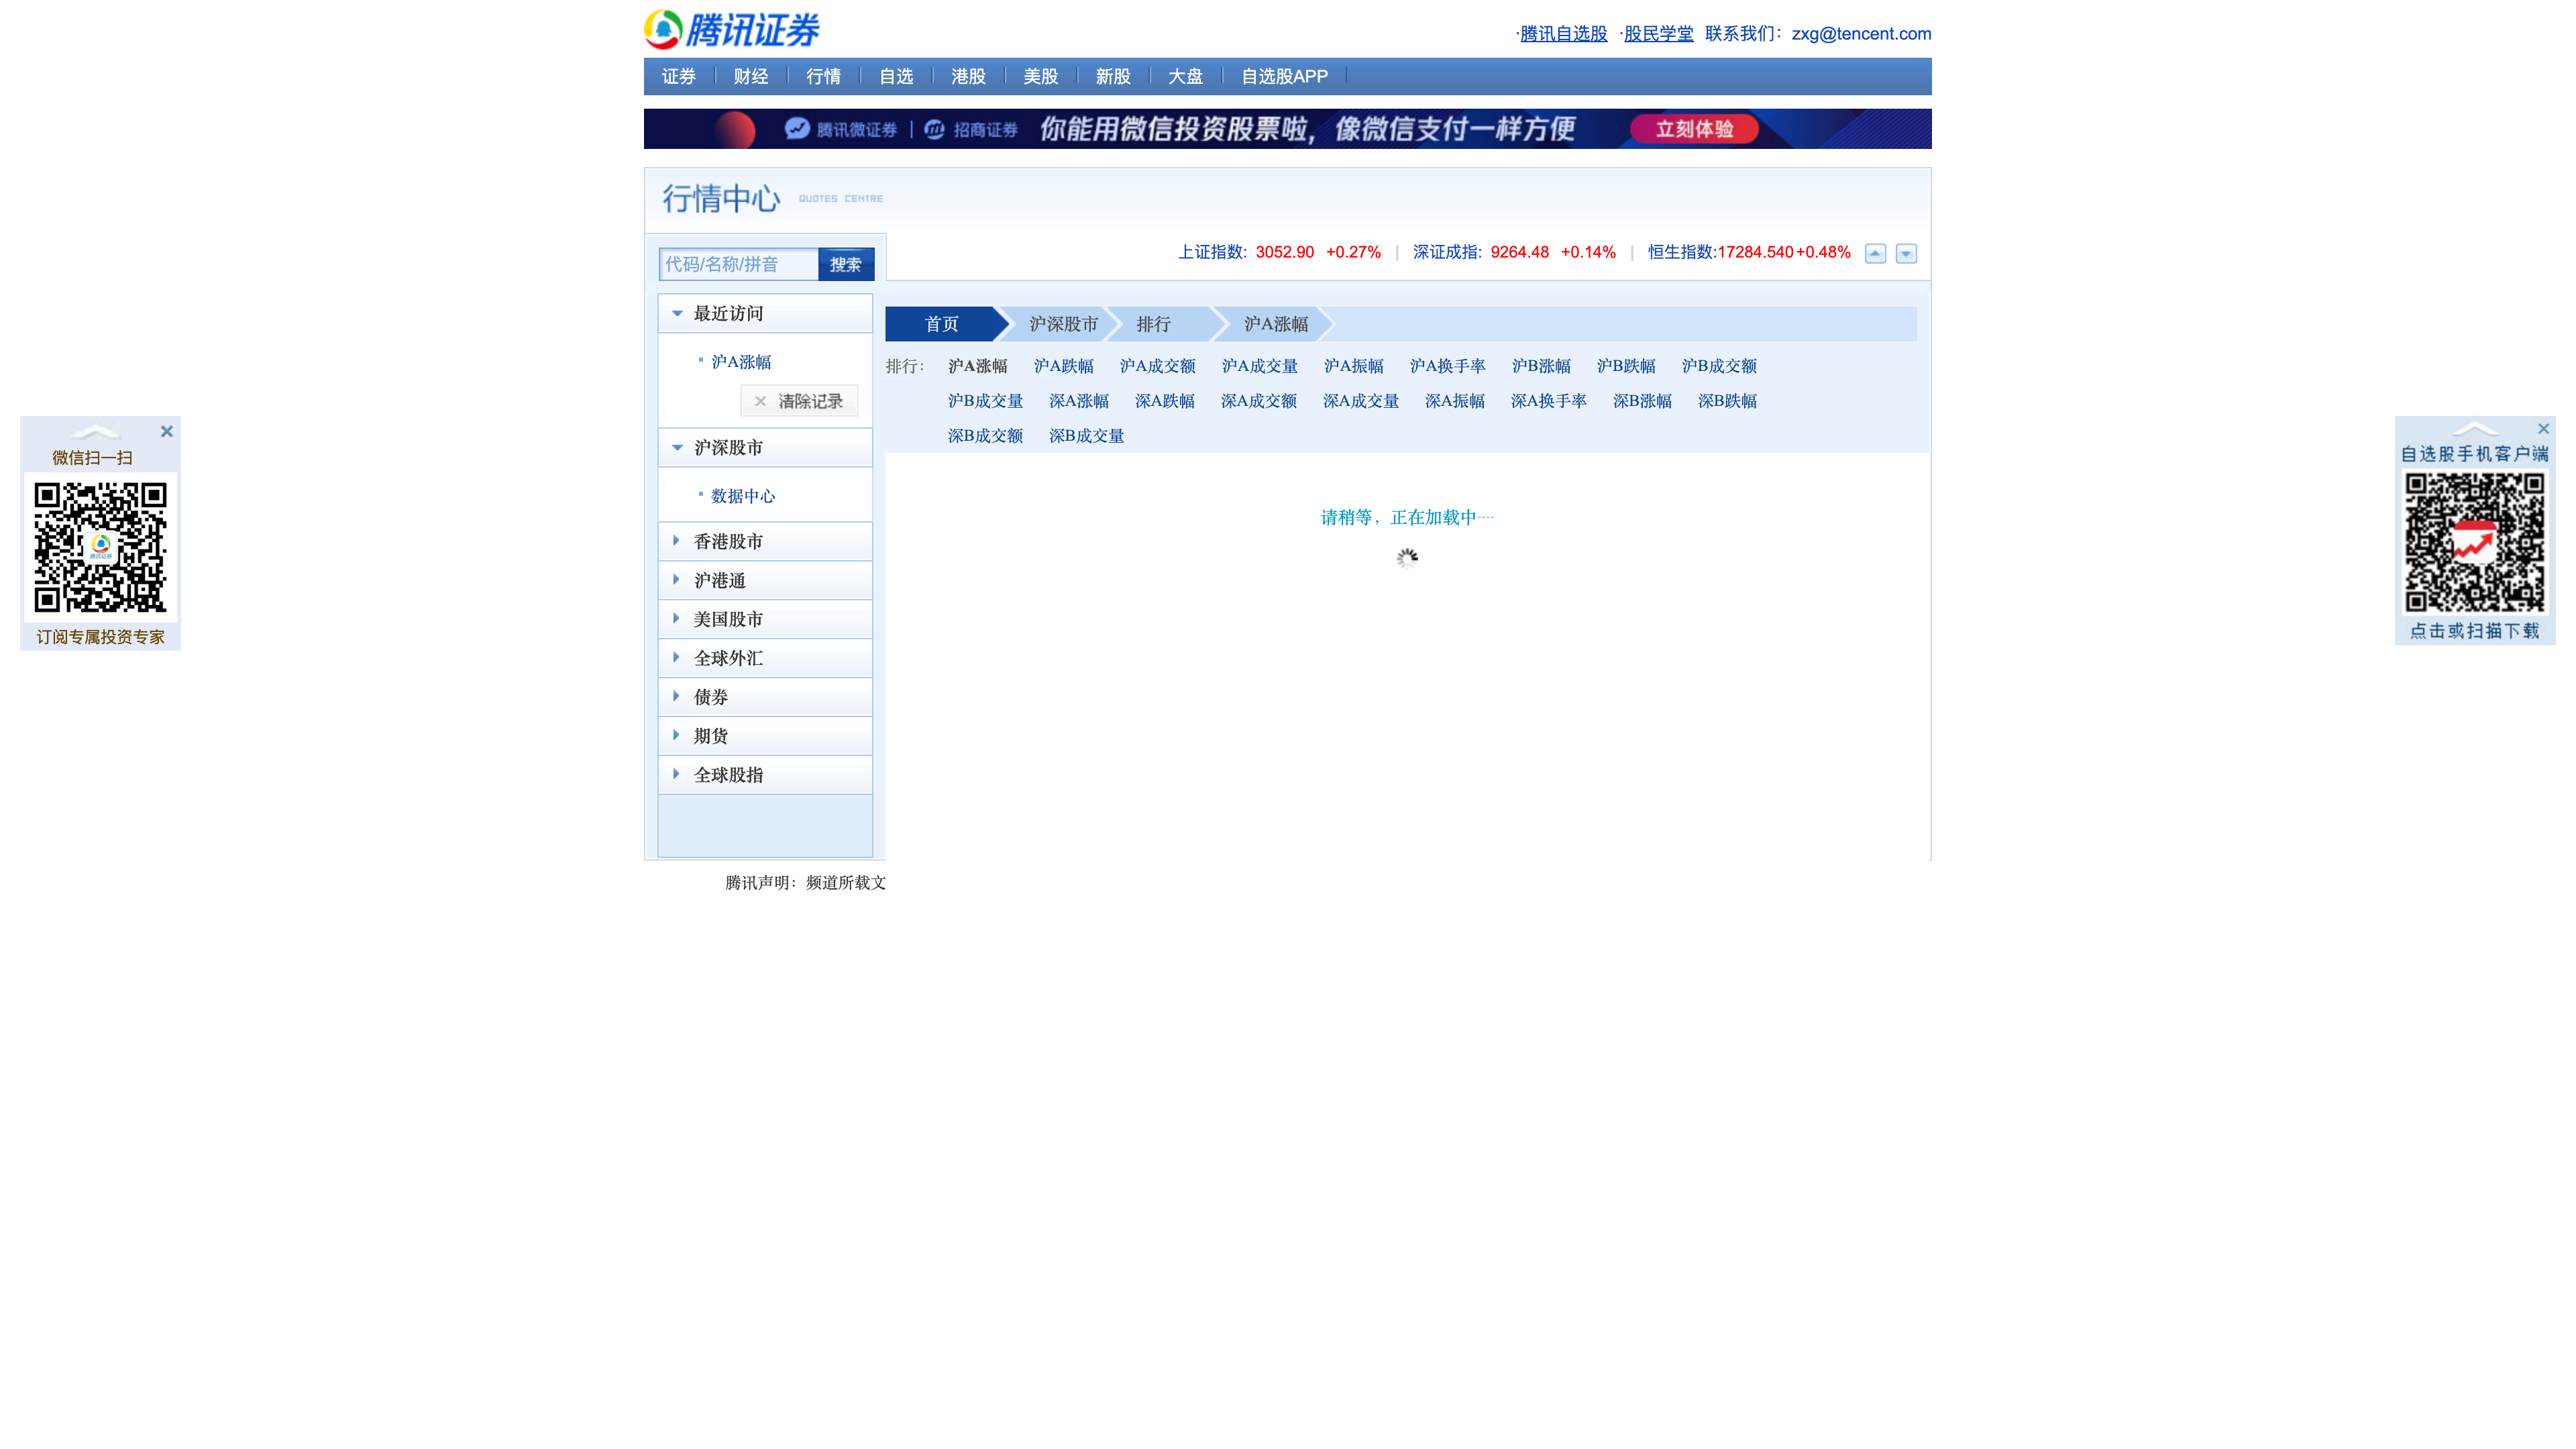 腾讯证券
·腾讯自选股 ·股民学堂 联系我们：zxg@tencent.com
证券 财经 行情 自选 港股 美股 新股 大盘 自选股APP
腾讯微证券 | 招商证券 你能用微信投资股票啦，像微信支付一样方便 立刻体验
行情中心 QUOTES CENTRE
上证指数: 3052.90 +0.27% | 深证成指: 9264.48 +0.14% | 恒生指数:17284.540 +0.48%
代码/名称/拼音 搜索
最近访问
沪A涨幅
清除记录
沪深股市
数据中心
香港股市
沪港通
美国股市
全球外汇
债券
期货
全球股指
首页 沪深股市 排行 沪A涨幅
排行： 沪A涨幅 沪A跌幅 沪A成交额 沪A成交量 沪A振幅 沪A换手率 沪B涨幅 沪B跌幅 沪B成交额
沪B成交量 深A涨幅 深A跌幅 深A成交额 深A成交量 深A振幅 深A换手率 深B涨幅 深B跌幅
深B成交额 深B成交量
请稍等，正在加载中····
微信扫一扫
腾讯证券
订阅专属投资专家
自选股手机客户端
点击或扫描下载
腾讯声明：频道所载文